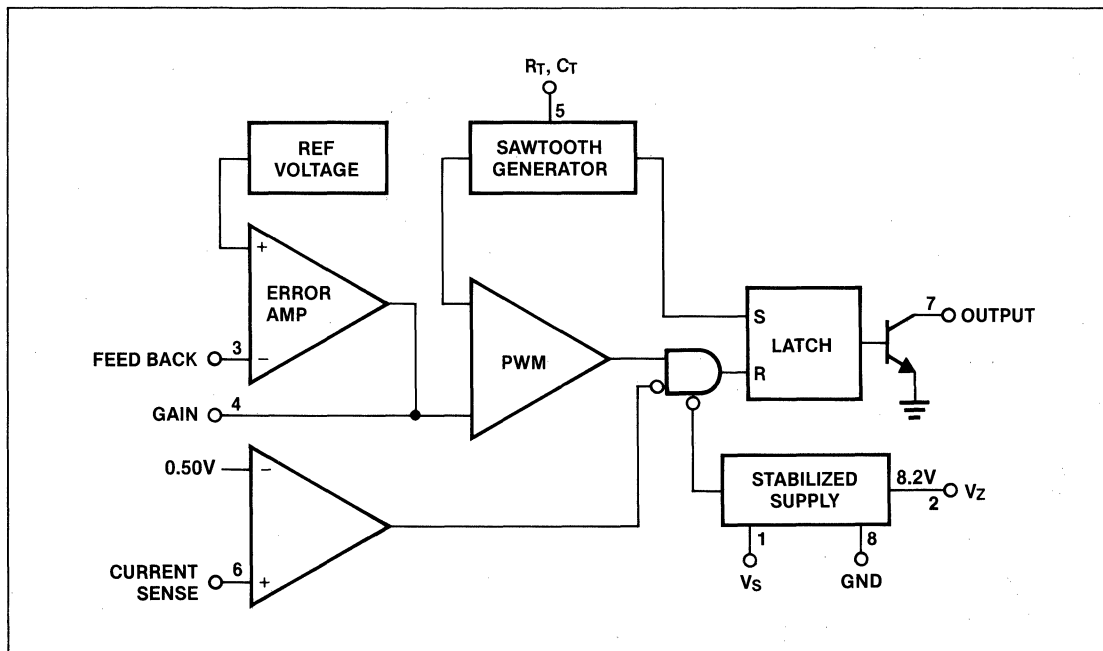 RT, CT
5
REF
VOLTAGE
SAWTOOTH
GENERATOR
+
ERROR
AMP
FEED BACK
3
−
GAIN
4
PWM
S
LATCH
R
7
OUTPUT
0.50V
−
CURRENT
SENSE
6
+
STABILIZED
SUPPLY
8.2V
2
VZ
1
8
VS
GND